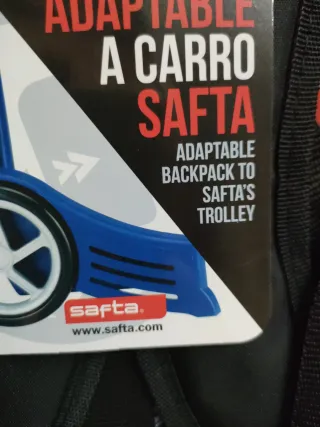 ADAPTABLE
A CARRO
SAFTA
ADAPTABLE
BACKPACK TO
SAFTA'S
TROLLEY
safta®
www.safta.com